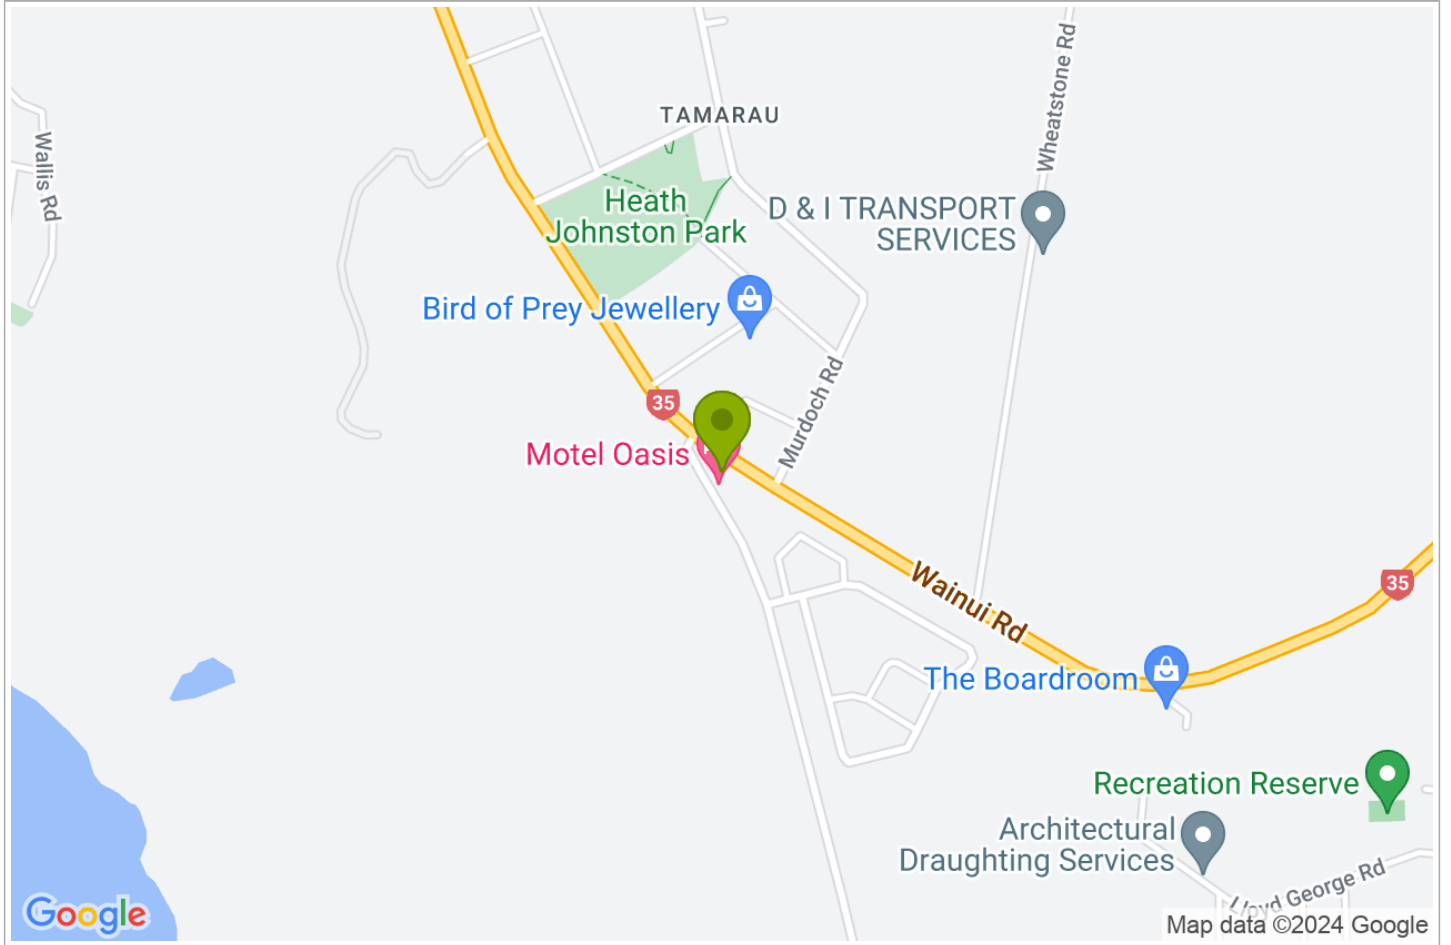 Wheatstone Rd
TAMARAU
Wallis Rd
Heath
Johnston Park
D & I TRANSPORT
SERVICES
Bird of Prey Jewellery
35
Murdoch Rd
Motel Oasis
Wainui Rd
35
The Boardroom
Recreation Reserve
Architectural
Draughting Services
Lloyd George Rd
Google
Map data ©2024 Google